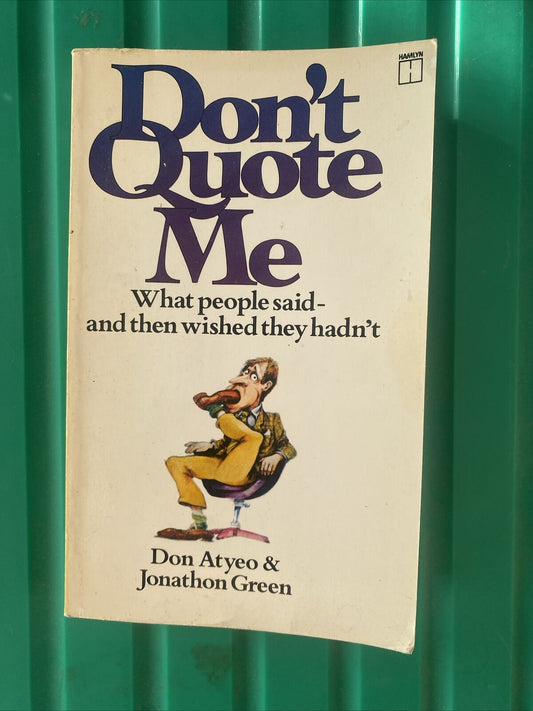 HAMLYN
H
Don't
Quote
Me
What people said-
and then wished they hadn't
Don Atyeo &
Jonathon Green